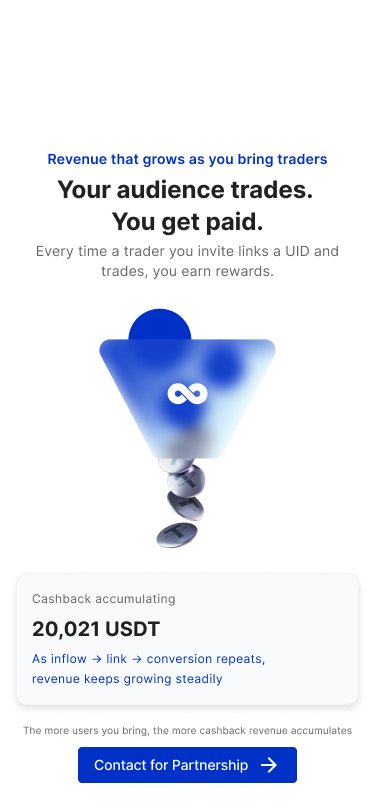 Revenue that grows as you bring traders
Your audience trades.
You get paid.
Every time a trader you invite links a UID and
trades, you earn rewards.
Cashback accumulating
20,021 USDT
As inflow → link → conversion repeats,
revenue keeps growing steadily
The more users you bring, the more cashback revenue accumulates
Contact for Partnership →